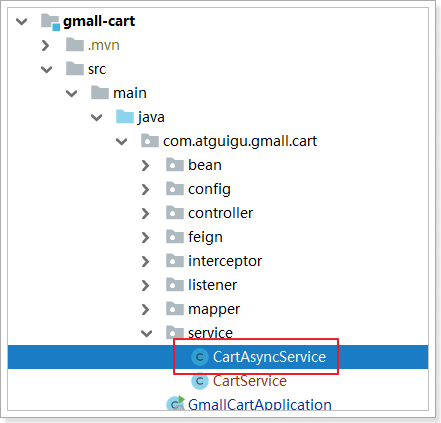 gmall-cart
.mvn
src
main
java
com.atguigu.gmall.cart
bean
config
controller
feign
interceptor
listener
mapper
service
CartAsyncService
CartService
GmallCartApplication